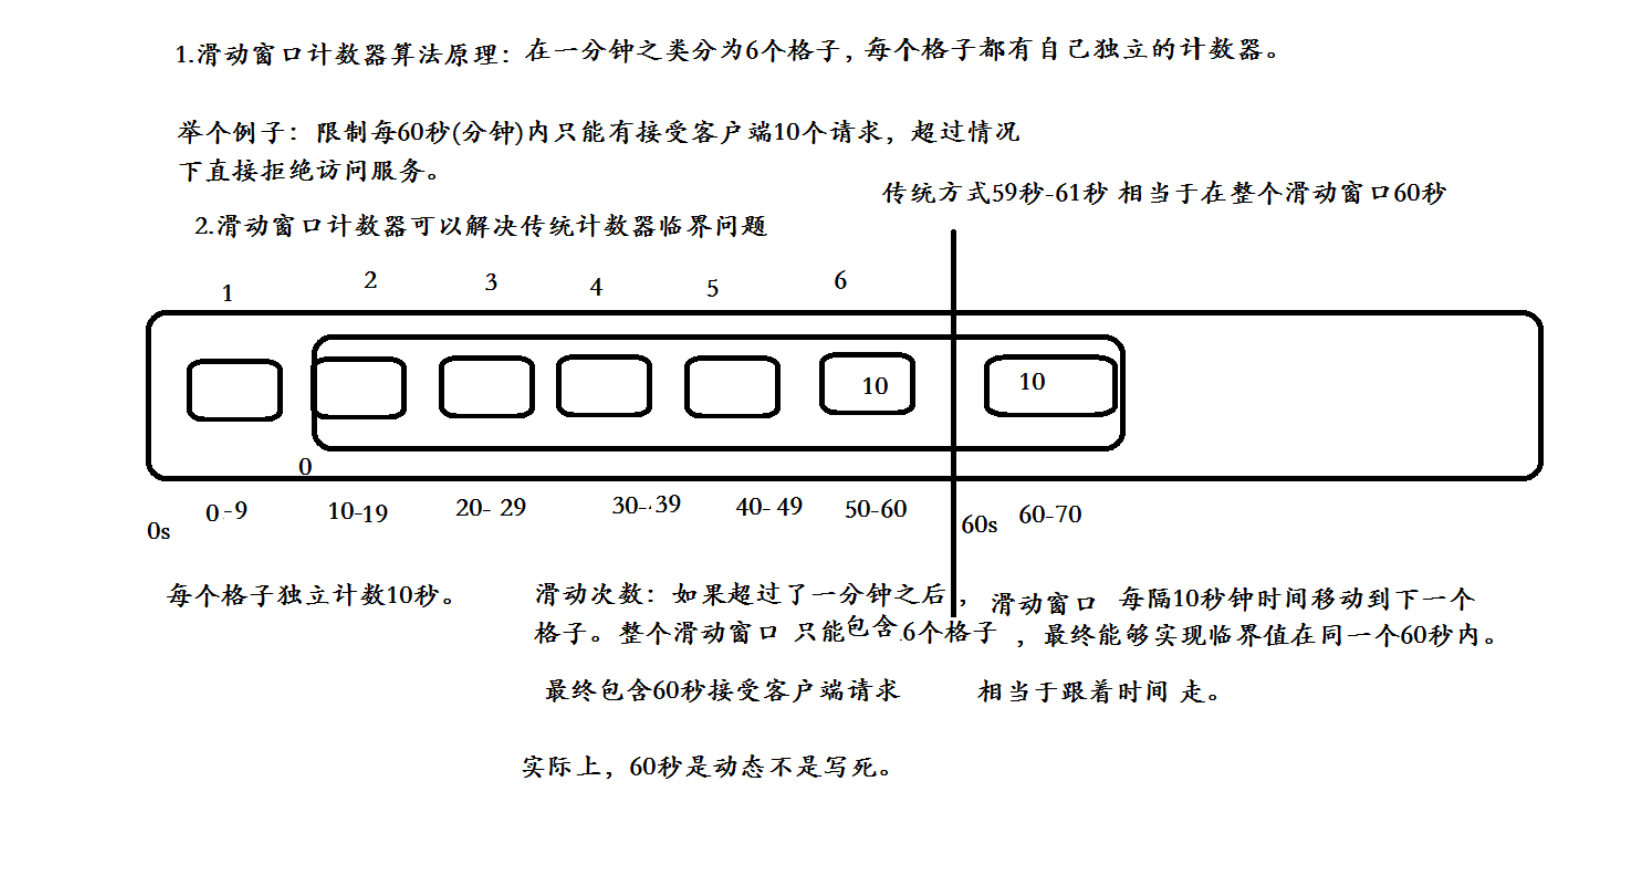 1.滑动窗口计数器算法原理：在一分钟之类分为6个格子，每个格子都有自己独立的计数器。
举个例子：限制每60秒(分钟)内只能有接受客户端10个请求，超过情况
下直接拒绝访问服务。
传统方式59秒-61秒 相当于在整个滑动窗口60秒
2.滑动窗口计数器可以解决传统计数器临界问题
1 2 3 4 5 6
10 10
0
0s 0-9 10-19 20- 29 30--39 40- 49 50-60 60s 60-70
每个格子独立计数10秒。
滑动次数：如果超过了一分钟之后，滑动窗口 每隔10秒钟时间移动到下一个
格子。整个滑动窗口 只能包含6个格子 ，最终能够实现临界值在同一个60秒内。
最终包含60秒接受客户端请求 相当于跟着时间 走。
实际上，60秒是动态不是写死。